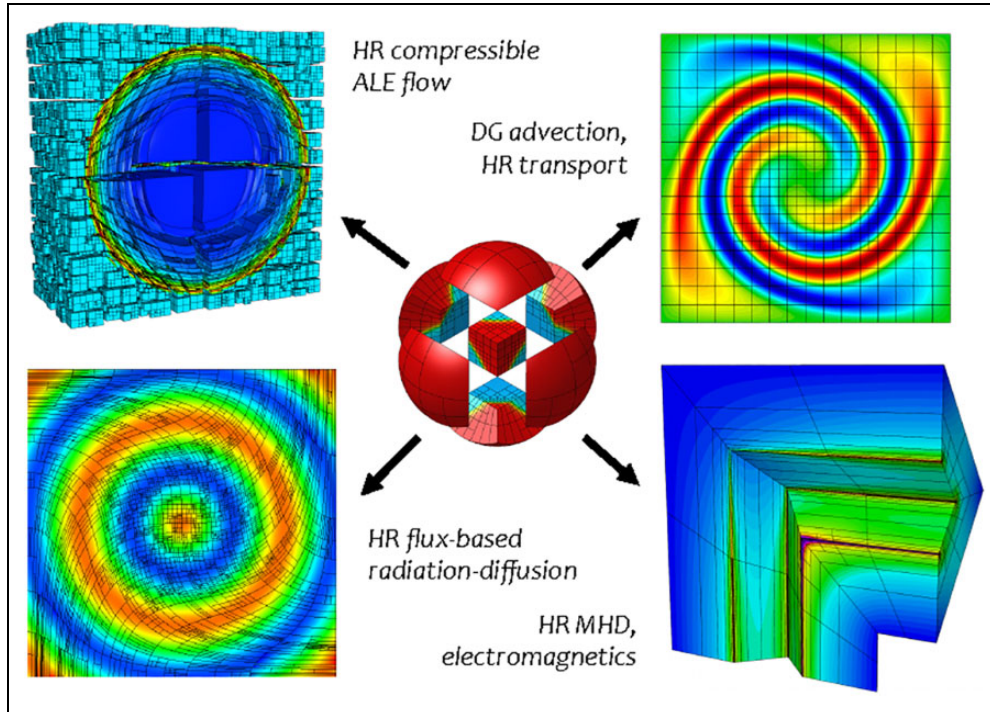 HR compressible
ALE flow
DG advection,
HR transport
HR flux-based
radiation-diffusion
HR MHD,
electromagnetics